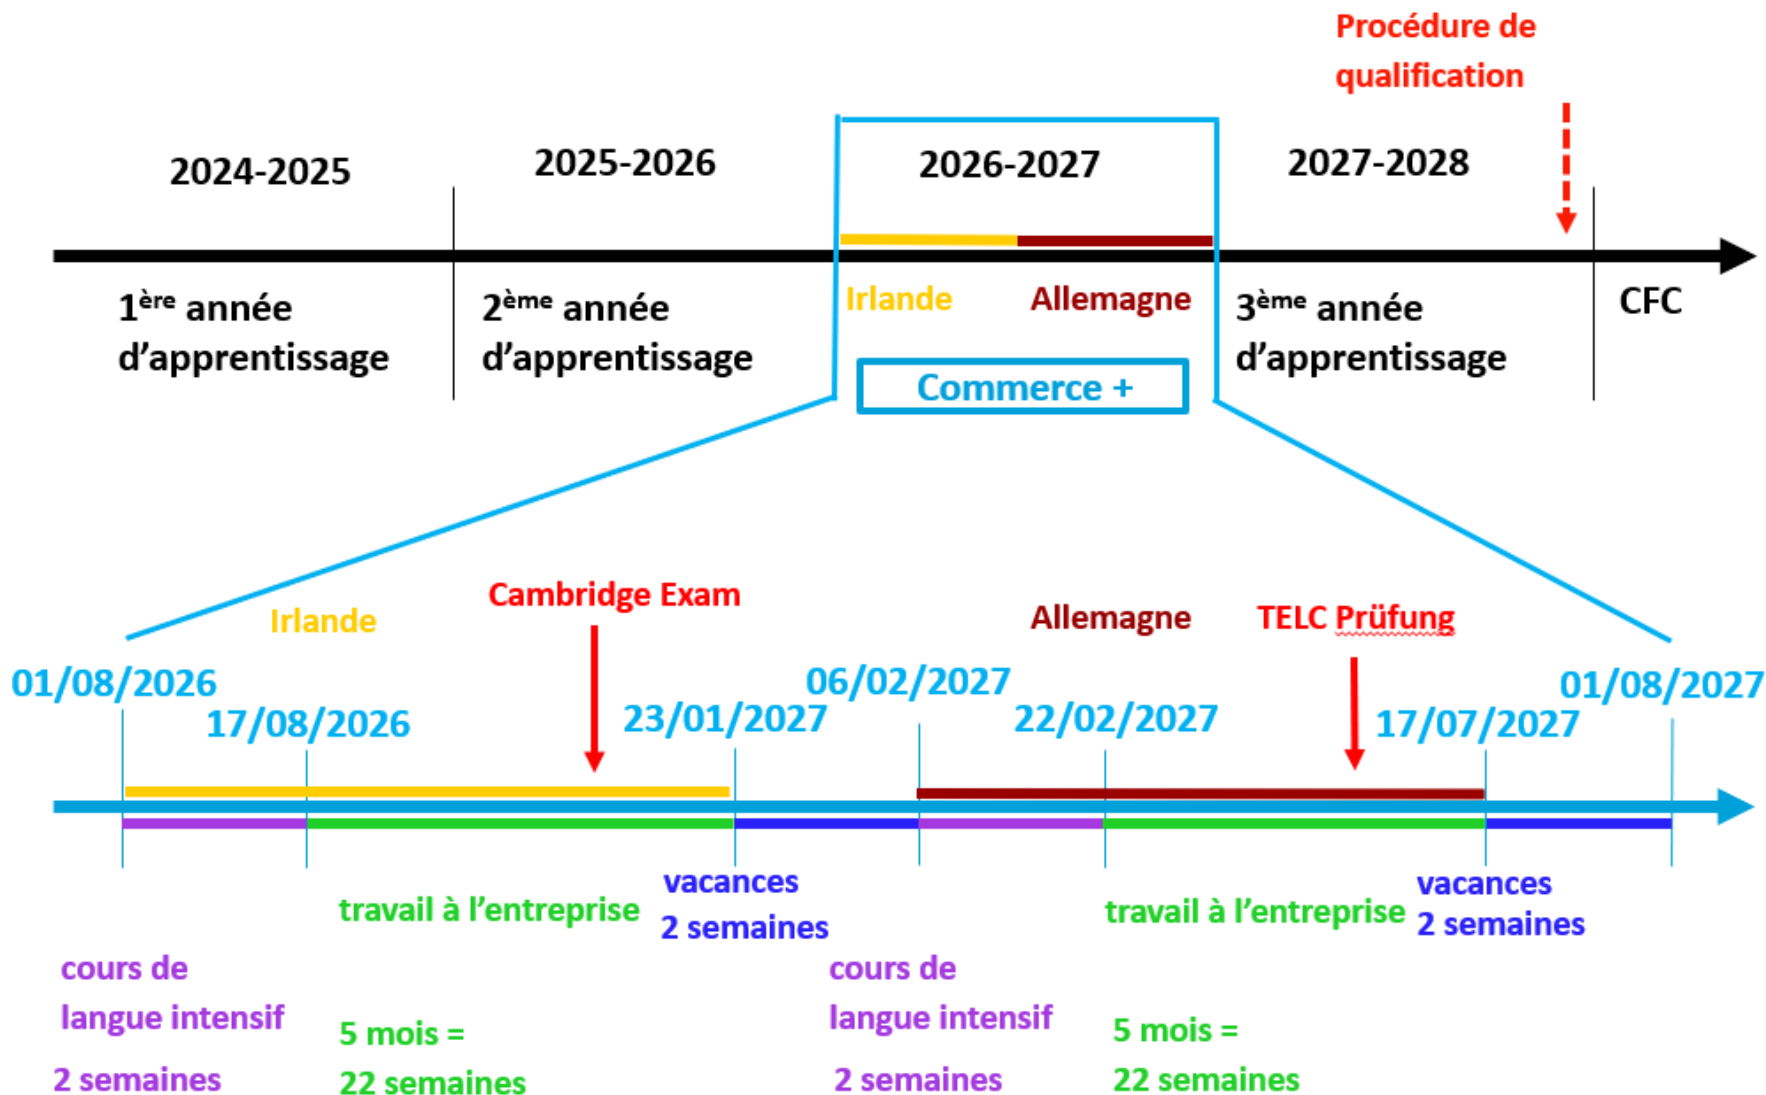 Procédure de
qualification
2024-2025
2025-2026
2026-2027
2027-2028
1ère année
d'apprentissage
2ème année
d'apprentissage
Irlande
Allemagne
3ème année
d'apprentissage
CFC
Commerce +
Irlande
Cambridge Exam
Allemagne
TELC Prüfung
01/08/2026
17/08/2026
23/01/2027
06/02/2027
22/02/2027
17/07/2027
01/08/2027
travail à l'entreprise
vacances
2 semaines
travail à l'entreprise
vacances
2 semaines
cours de
langue intensif
2 semaines
5 mois =
22 semaines
cours de
langue intensif
2 semaines
5 mois =
22 semaines